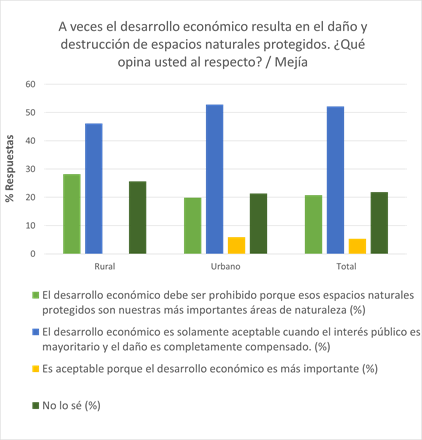 A veces el desarrollo económico resulta en el daño y
destrucción de espacios naturales protegidos. ¿Qué
opina usted al respecto? / Mejía
% Respuestas
60
50
40
30
20
10
0
Rural
Urbano
Total
El desarrollo económico debe ser prohibido porque esos espacios naturales
protegidos son nuestras más importantes áreas de naturaleza (%)
El desarrollo económico es solamente aceptable cuando el interés público es
mayoritario y el daño es completamente compensado. (%)
Es aceptable porque el desarrollo económico es más importante (%)
No lo sé (%)